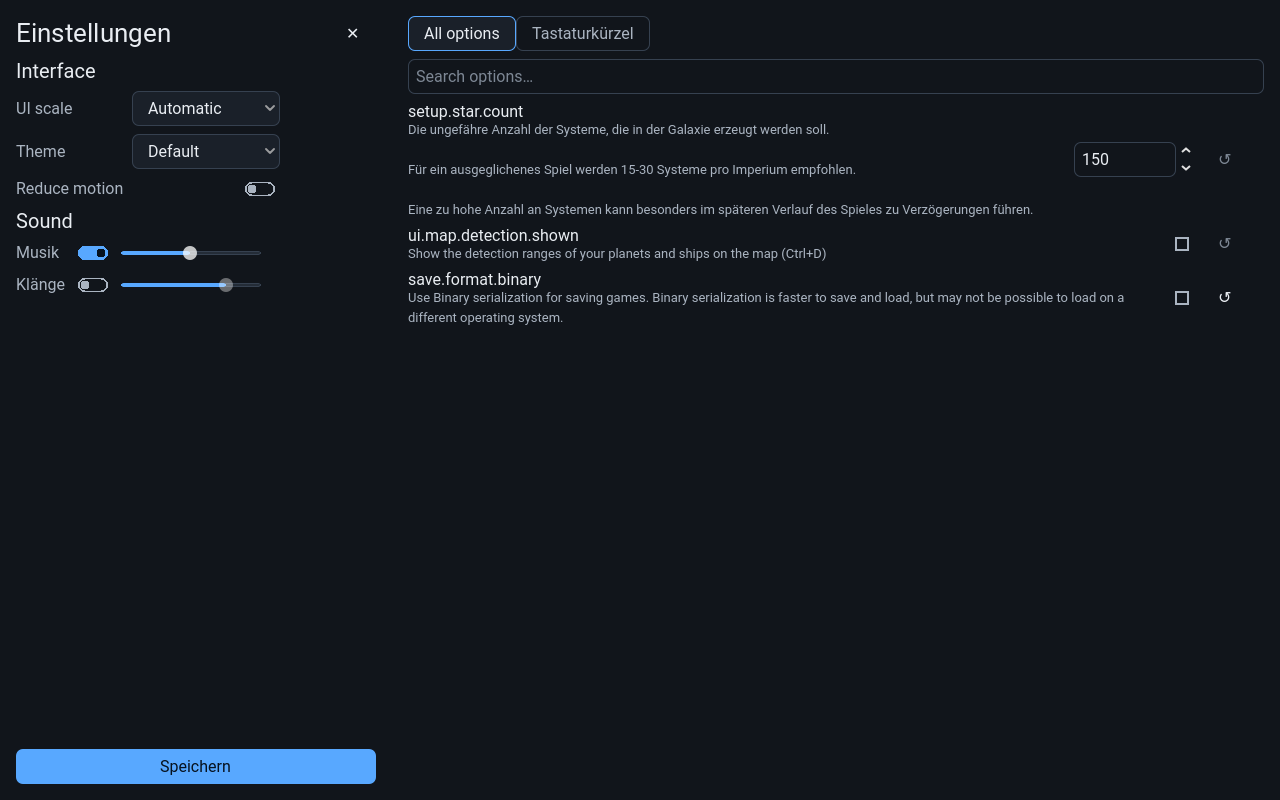 Einstellungen
Interface
UI scale
Automatic
Theme
Default
Reduce motion
Sound
Musik
Klänge
Speichern
All options
Tastaturkürzel
Search options…
setup.star.count
Die ungefähre Anzahl der Systeme, die in der Galaxie erzeugt werden soll.
Für ein ausgeglichenes Spiel werden 15-30 Systeme pro Imperium empfohlen.
150
Eine zu hohe Anzahl an Systemen kann besonders im späteren Verlauf des Spieles zu Verzögerungen führen.
ui.map.detection.shown
Show the detection ranges of your planets and ships on the map (Ctrl+D)
save.format.binary
Use Binary serialization for saving games. Binary serialization is faster to save and load, but may not be possible to load on a
different operating system.